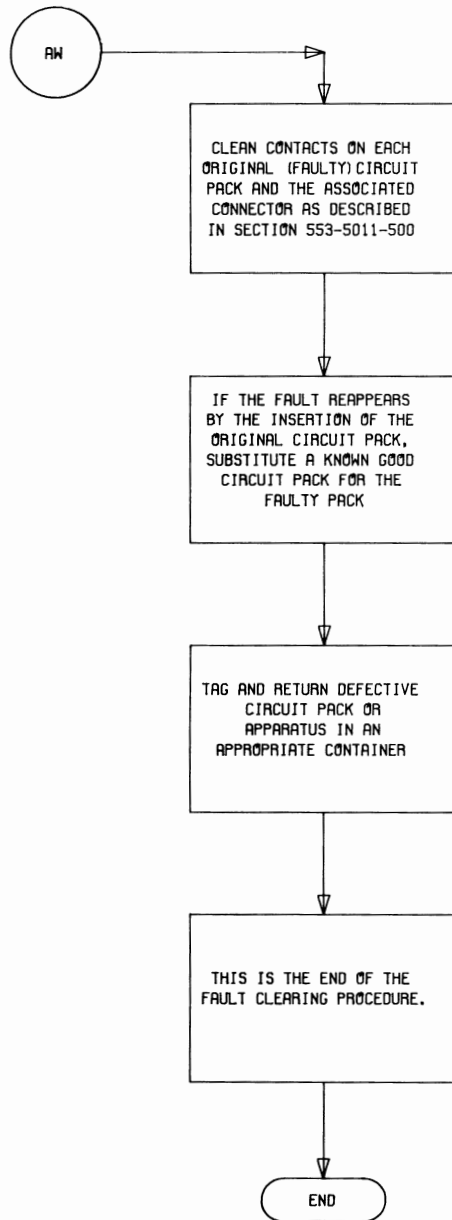 AW
CLEAN CONTACTS ON EACH
ORIGINAL (FAULTY) CIRCUIT
PACK AND THE ASSOCIATED
CONNECTOR AS DESCRIBED
IN SECTION 553-5011-500
IF THE FAULT REAPPEARS
BY THE INSERTION OF THE
ORIGINAL CIRCUIT PACK,
SUBSTITUTE A KNOWN GOOD
CIRCUIT PACK FOR THE
FAULTY PACK
TAG AND RETURN DEFECTIVE
CIRCUIT PACK OR
APPARATUS IN AN
APPROPRIATE CONTAINER
THIS IS THE END OF THE
FAULT CLEARING PROCEDURE.
END